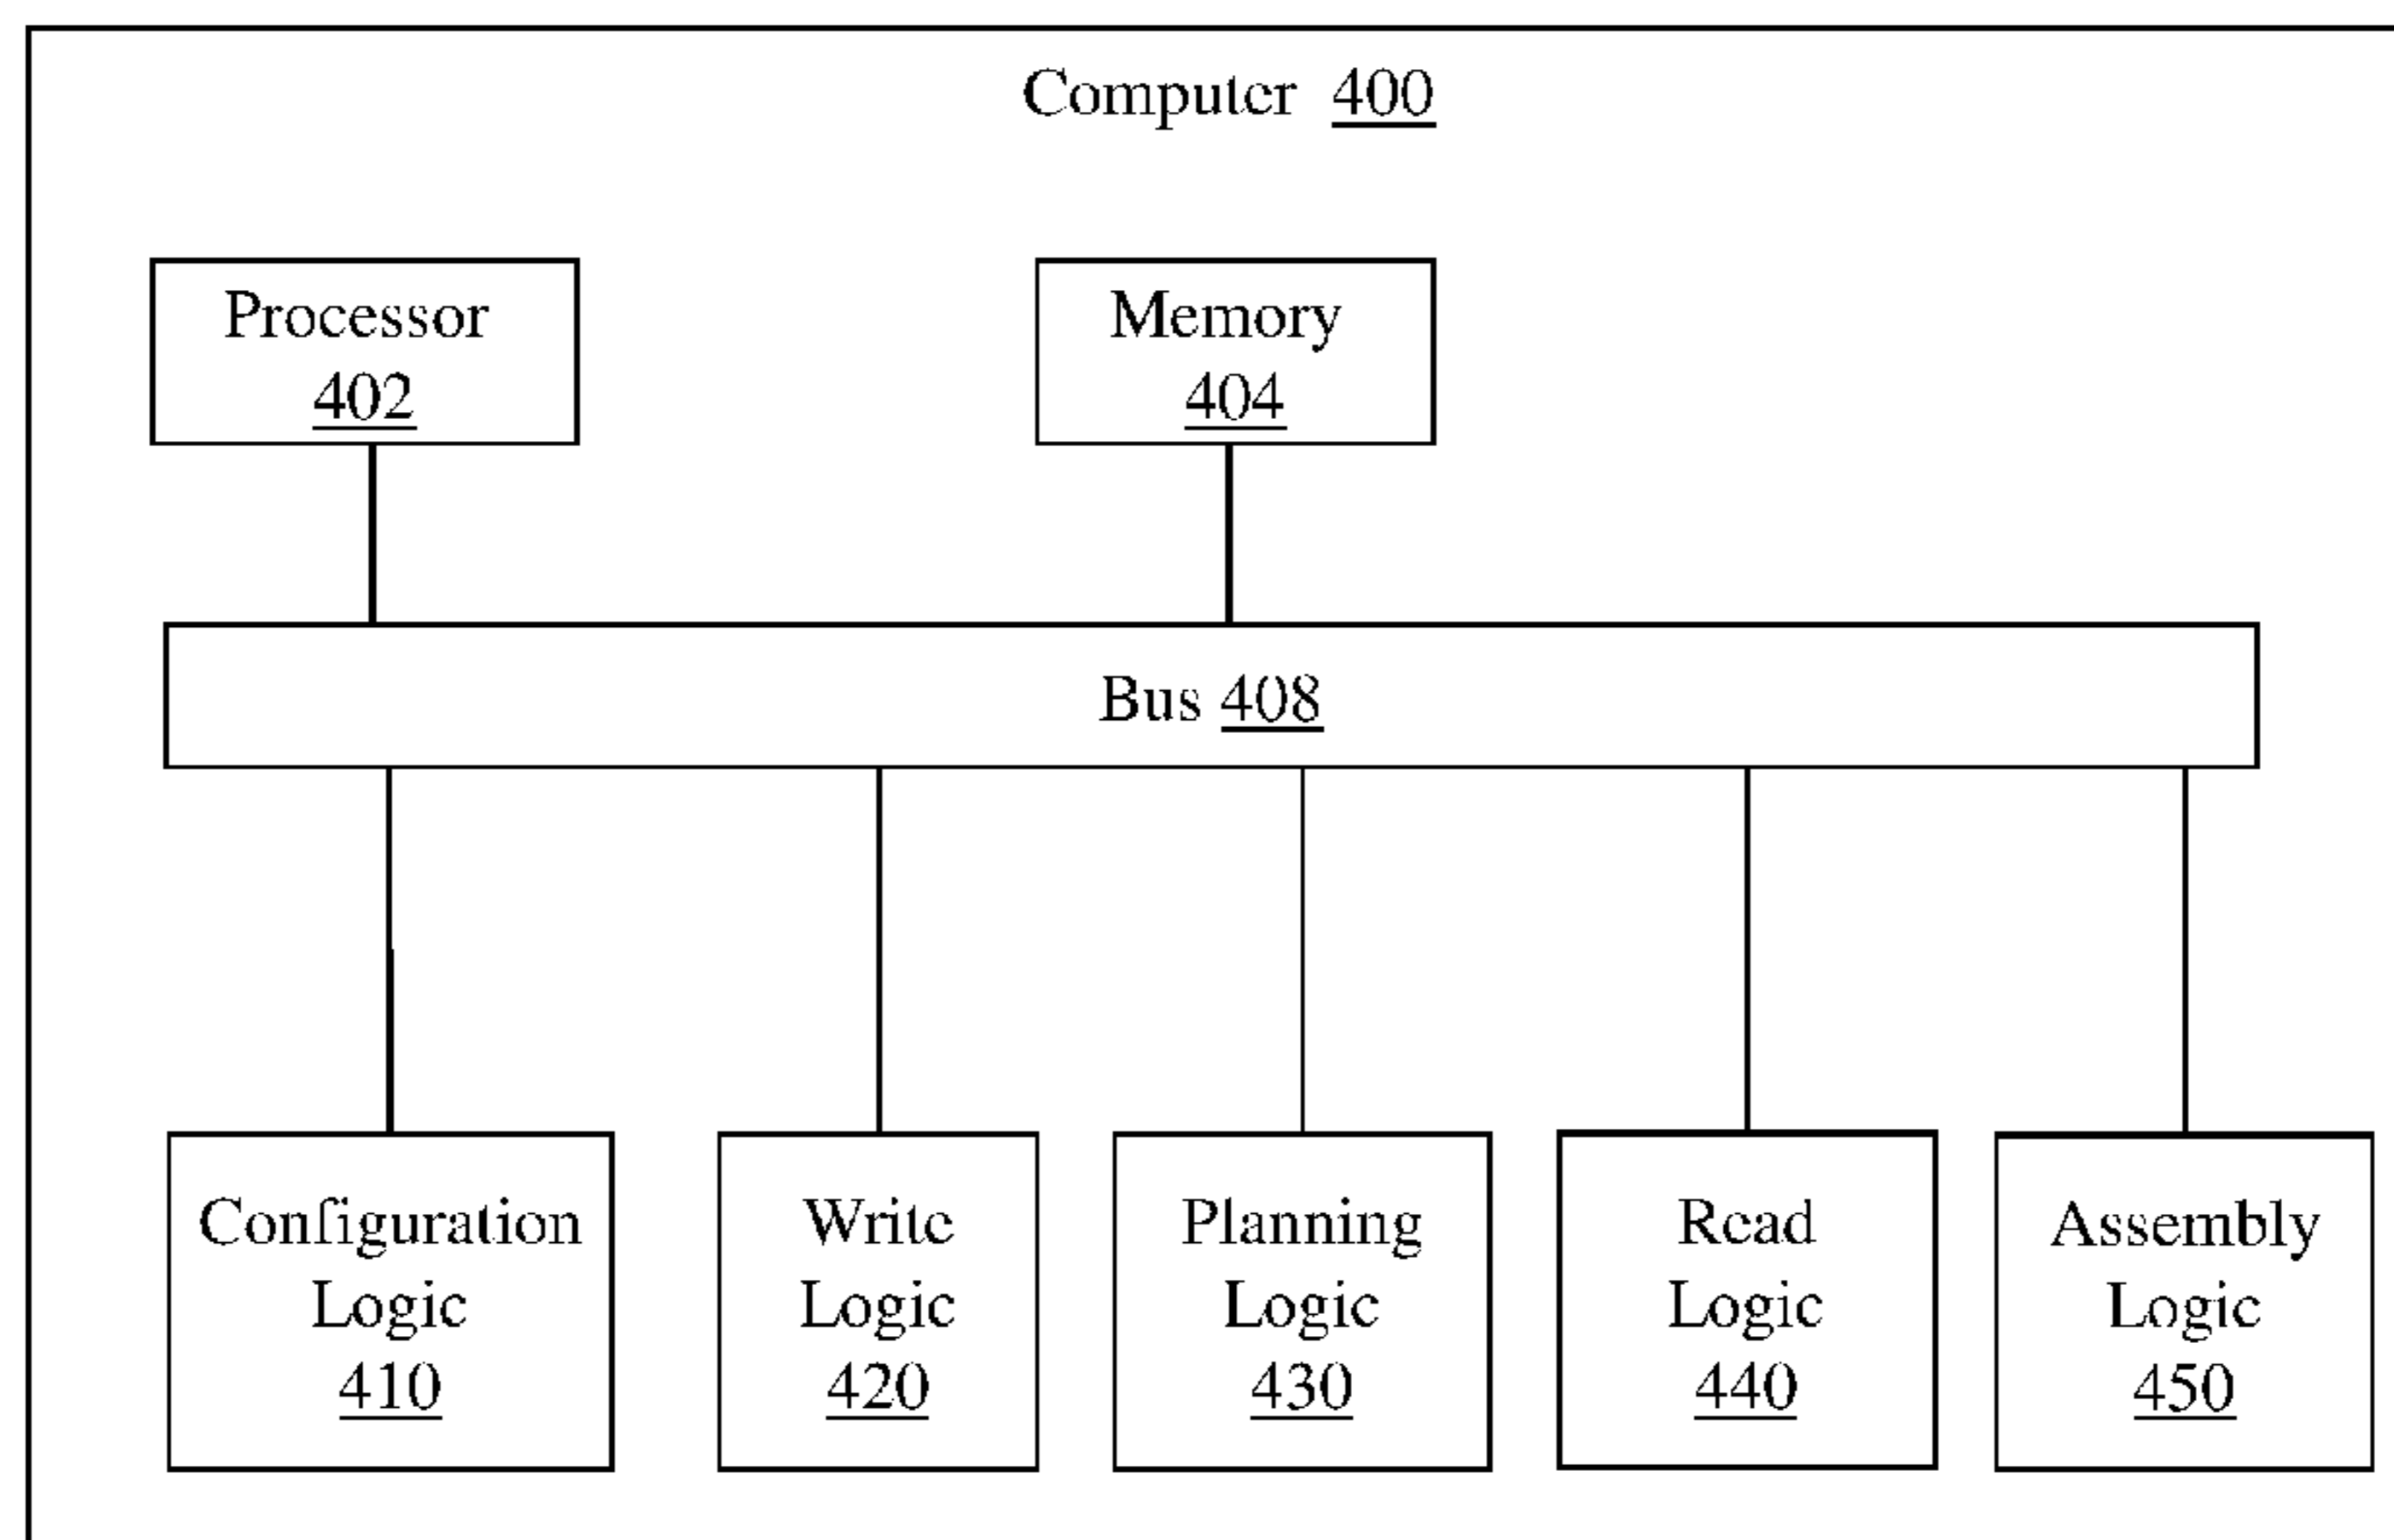 Computer 400
Processor
402
Memory
404
Bus 408
Configuration
Logic
410
Write
Logic
420
Planning
Logic
430
Read
Logic
440
Assembly
Logic
450